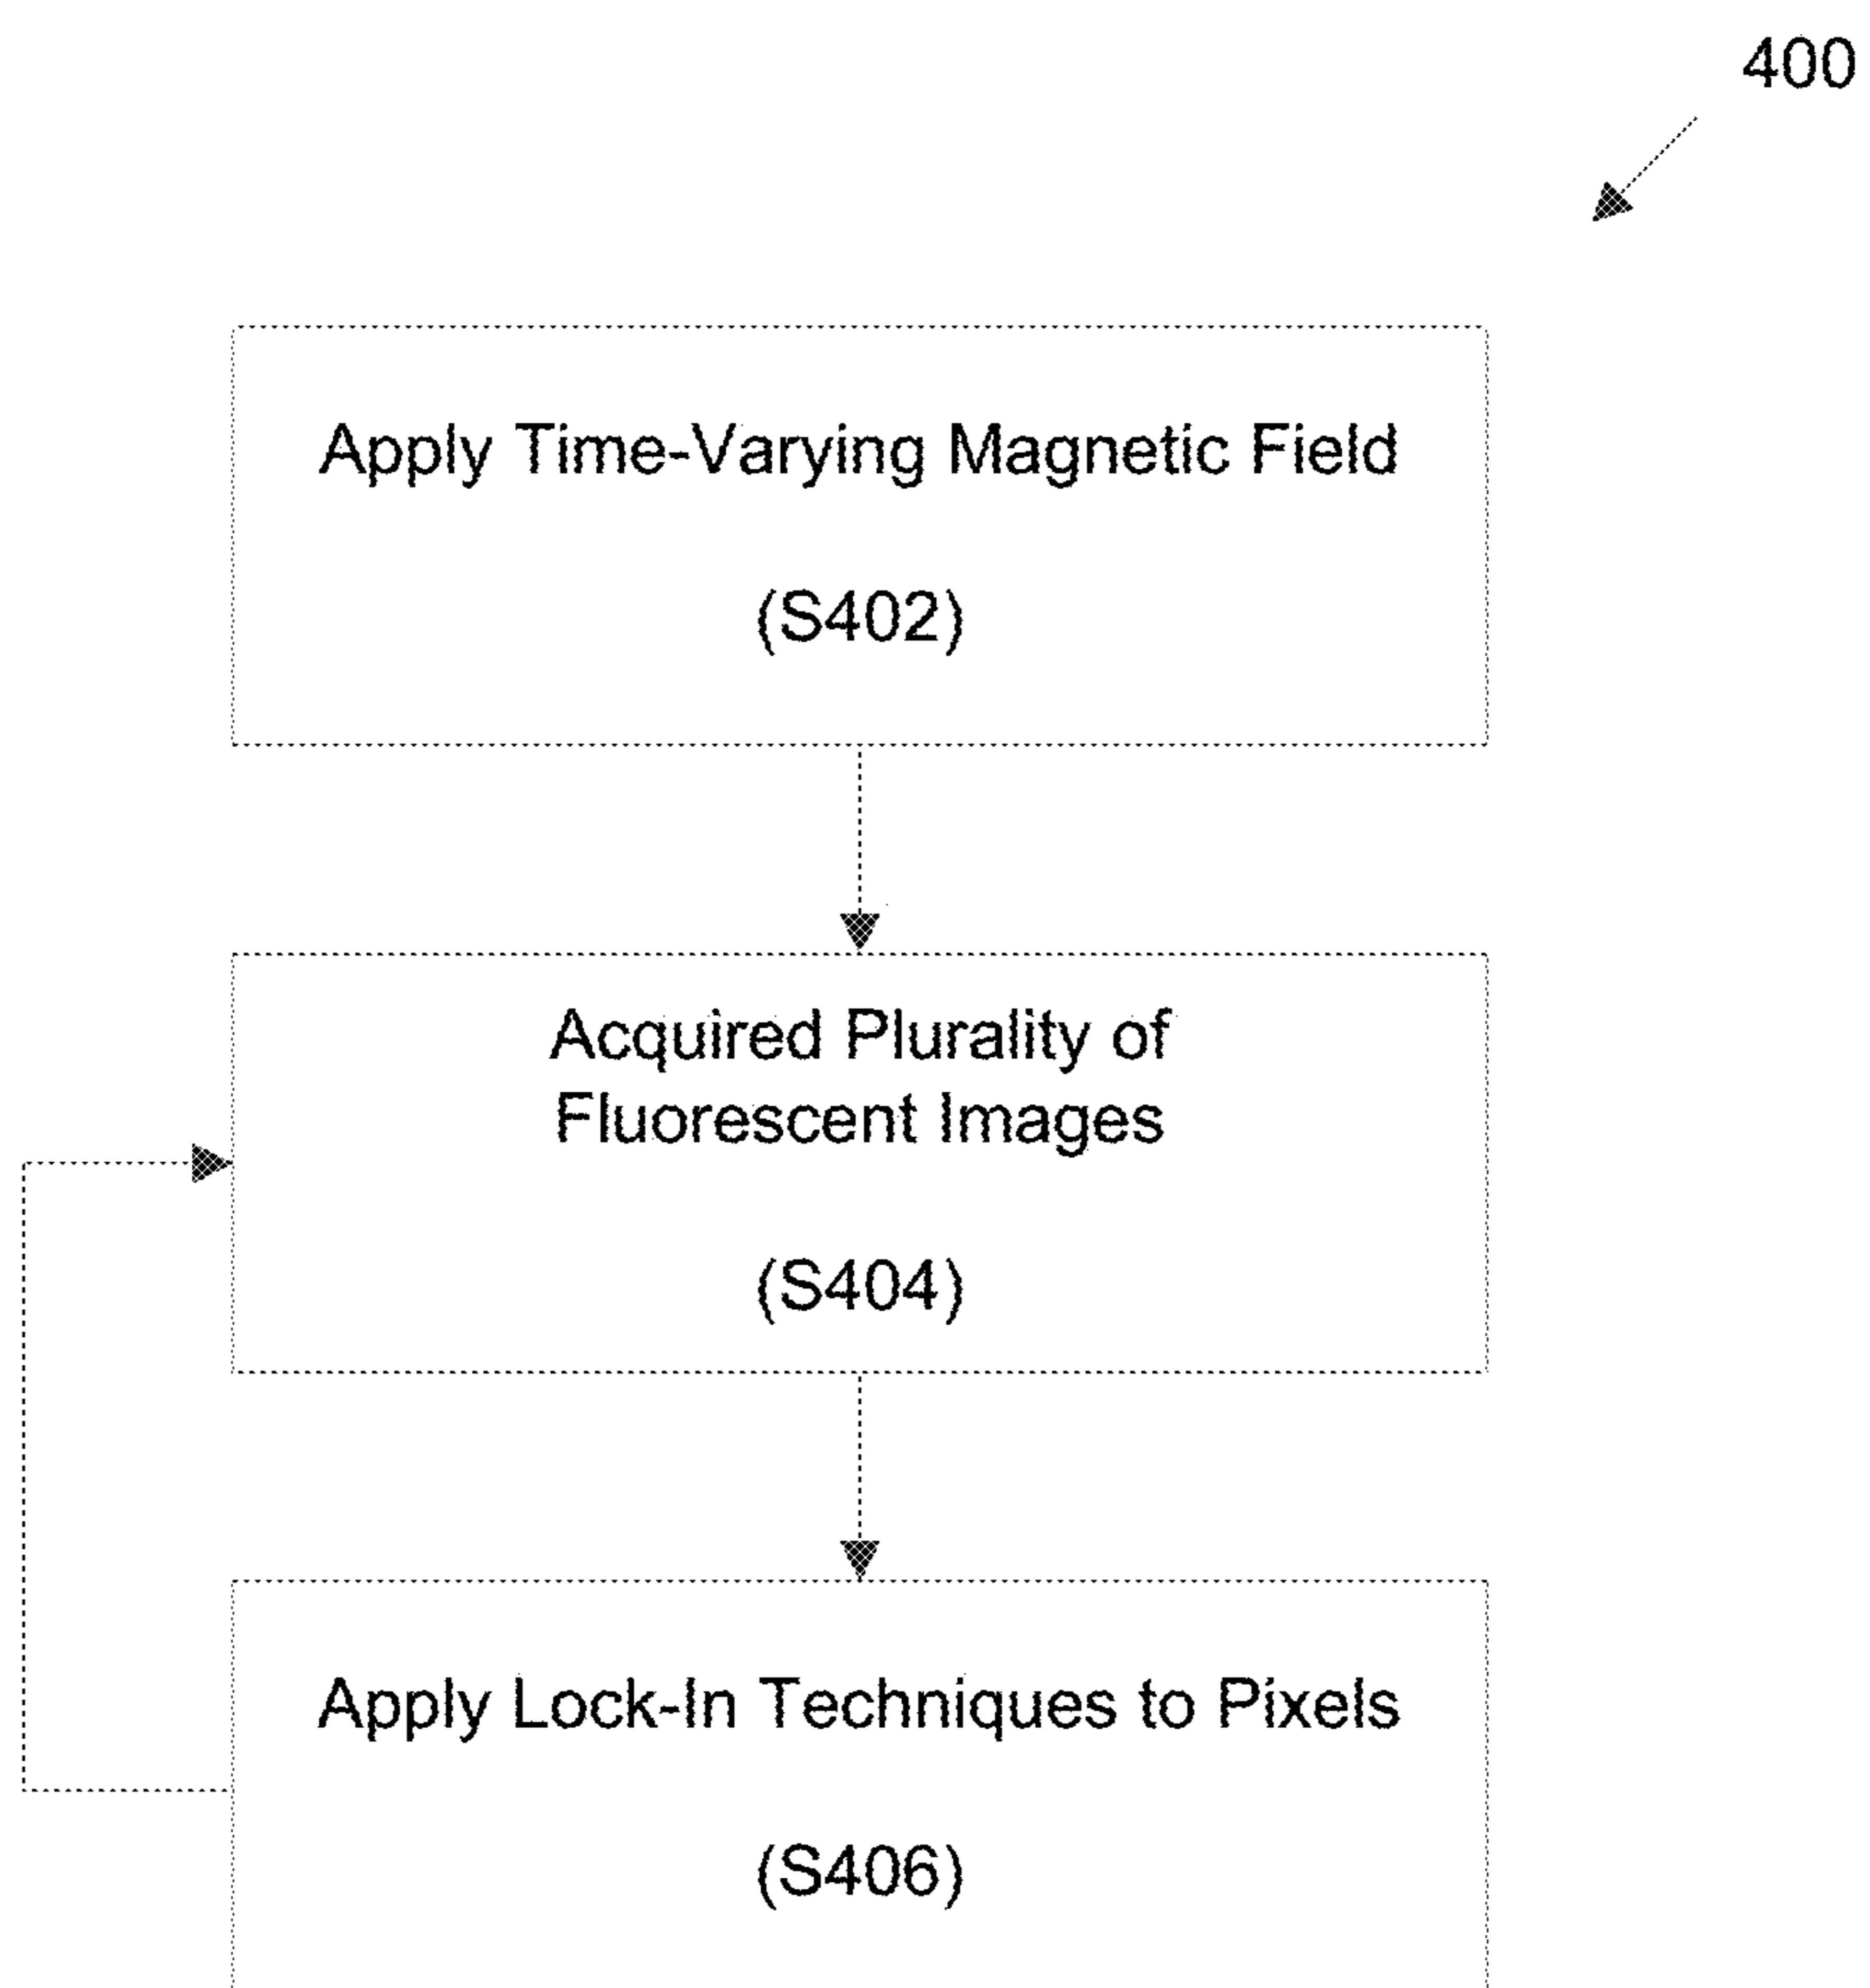 400
Apply Time-Varying Magnetic Field
(S402)
Acquired Plurality of
Fluorescent Images
(S404)
Apply Lock-In Techniques to Pixels
(S406)